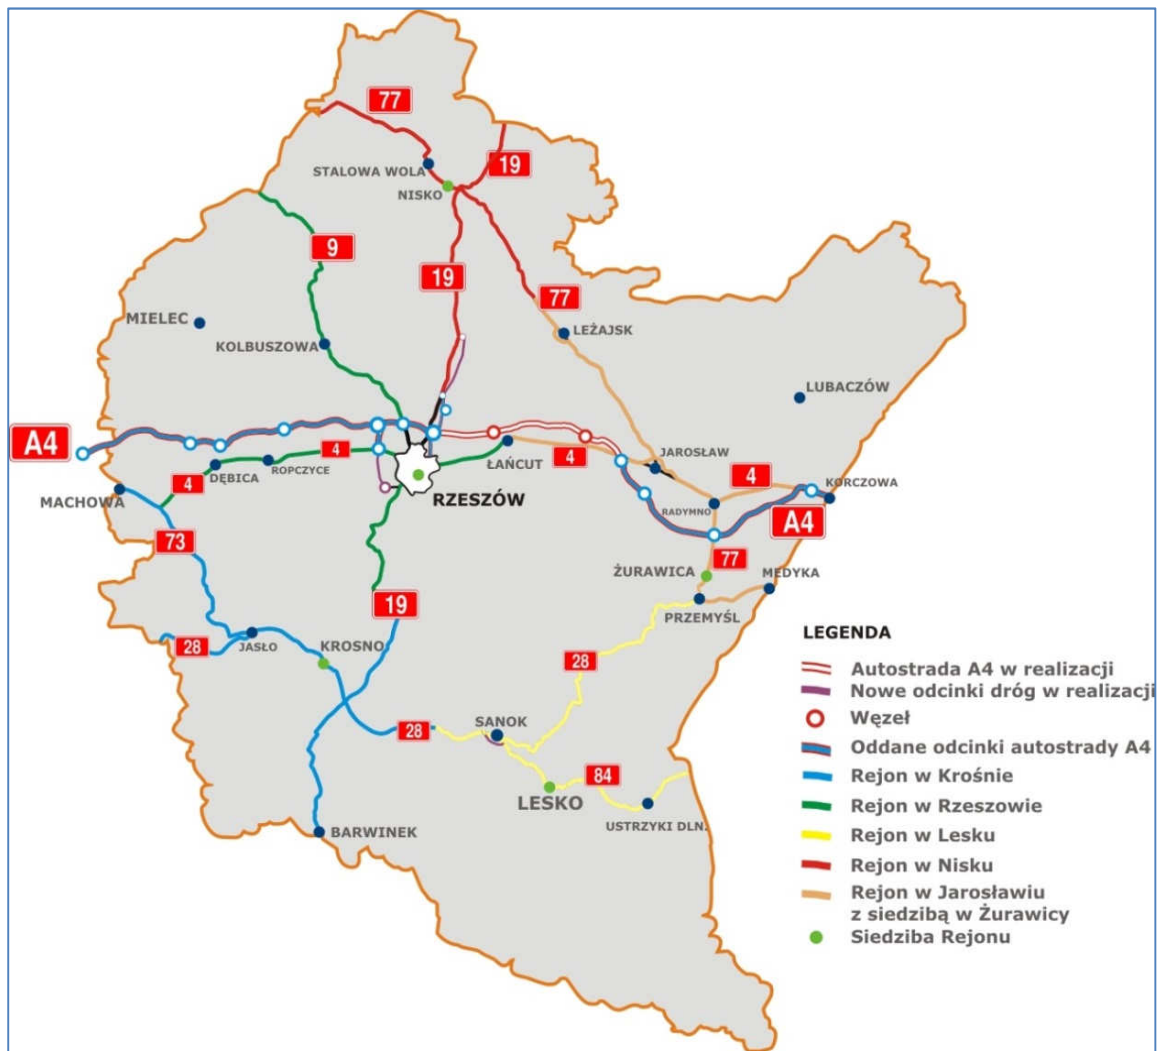 77
19
STALOWA WOLA
NISKO
9
19
77
MIELEC
KOLBUSZOWA
LEŻAJSK
LUBACZÓW
A4
4
ŁAŃCUT
4
JAROSŁAW
4
DĘBICA
ROPCZYCE
4
KORCZOWA
MACHOWA
RZESZÓW
RADYMNO
A4
73
77
ŻURAWICA
MEDYKA
19
PRZEMYŚL
28
JASŁO
KROSNO
28
SANOK
28
84
LESKO
USTRZYKI DLN.
BARWINEK
LEGENDA
Autostrada A4 w realizacji
Nowe odcinki dróg w realizacji
Węzeł
Oddane odcinki autostrady A4
Rejon w Krośnie
Rejon w Rzeszowie
Rejon w Lesku
Rejon w Nisku
Rejon w Jarosławiu
z siedzibą w Żurawicy
Siedziba Rejonu